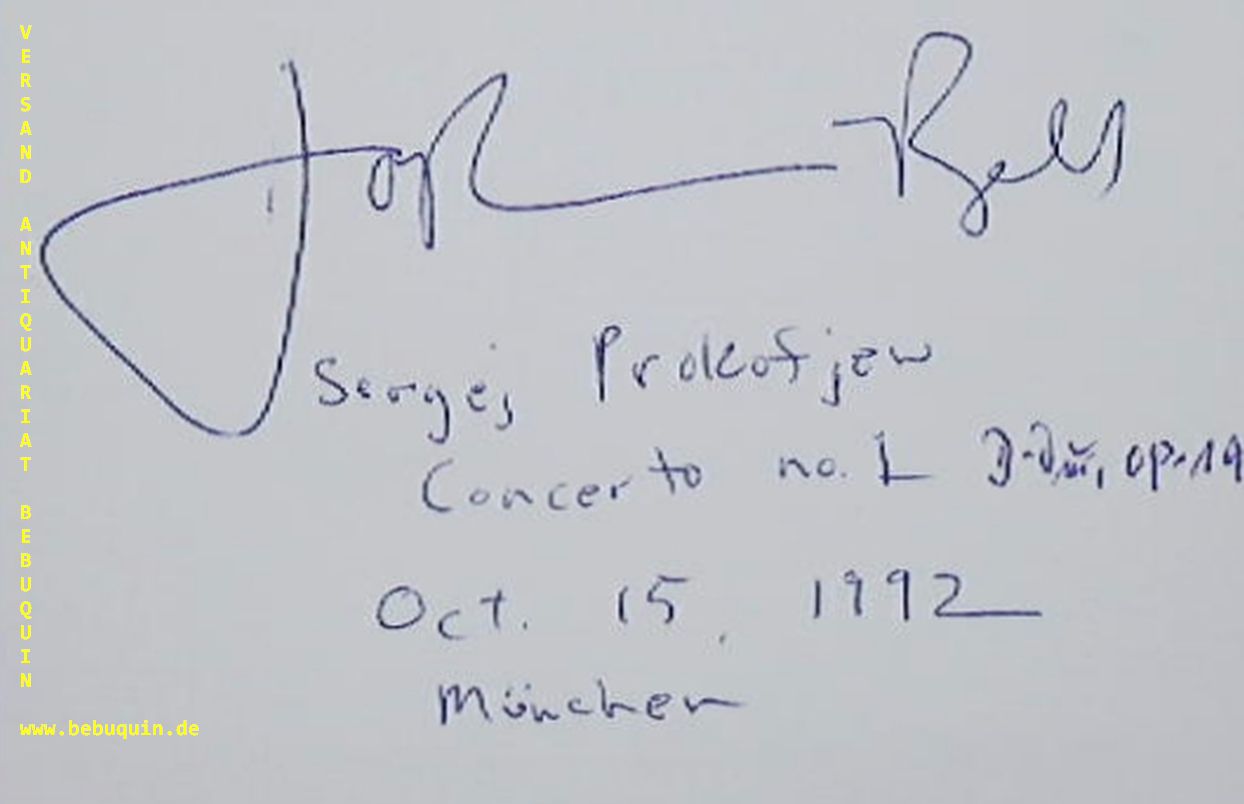 Joshua Bell
Sergej Prokofjew
Concerto no. 1 D-Dur, op. 19
Oct. 15, 1992
München
VERSAND ANTIQUARIAT BEBUQUIN
www.bebuquin.de